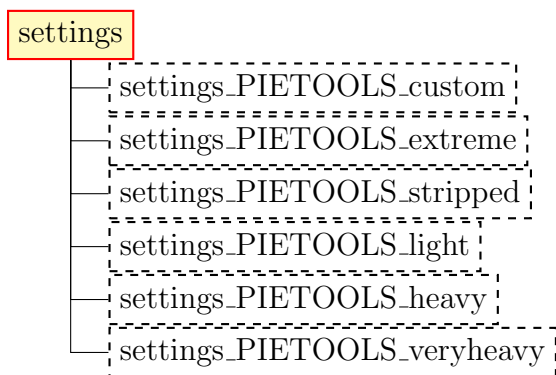 settings
settings_PIETOOLS_custom
settings_PIETOOLS_extreme
settings_PIETOOLS_stripped
settings_PIETOOLS_light
settings_PIETOOLS_heavy
settings_PIETOOLS_veryheavy